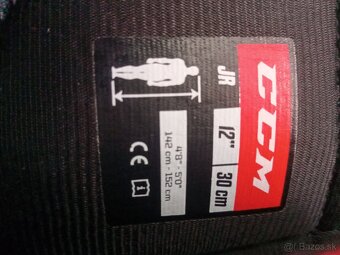 CCM
JR
12" 30 cm
4'8" - 5'0"
142 cm - 152 cm
CE 1
© Bazos.sk